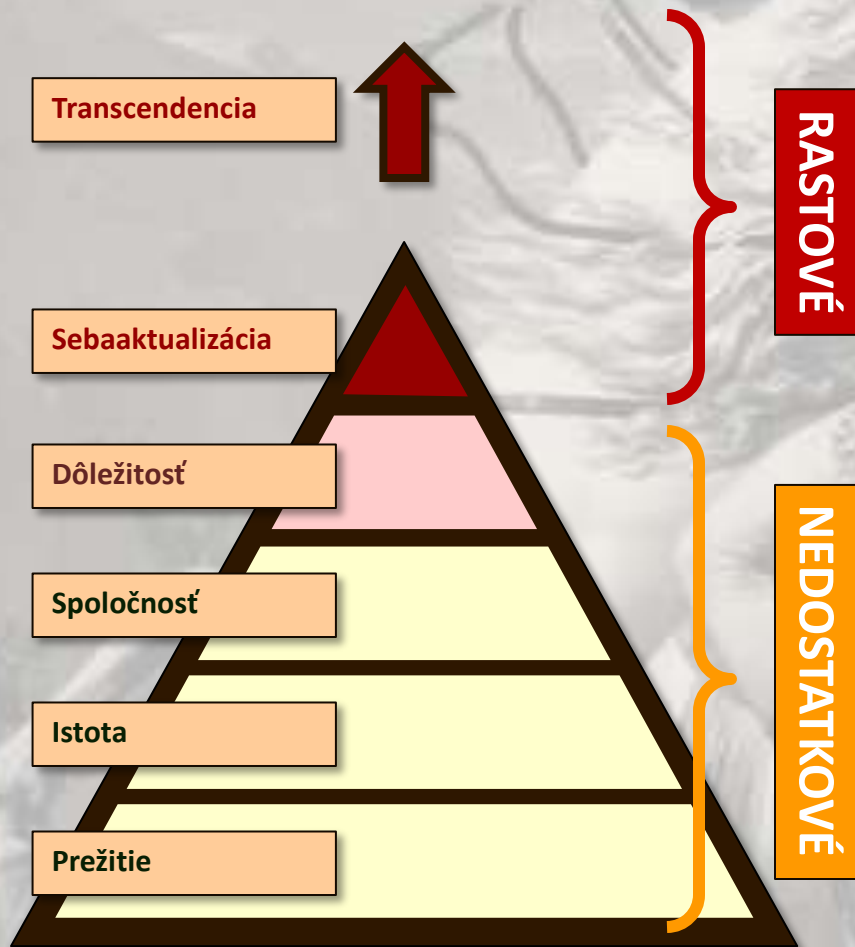 Transcendencia
Sebaaktualizácia
Dôležitosť
Spoločnosť
Istota
Prežitie
RASTOVÉ
NEDOSTATKOVÉ